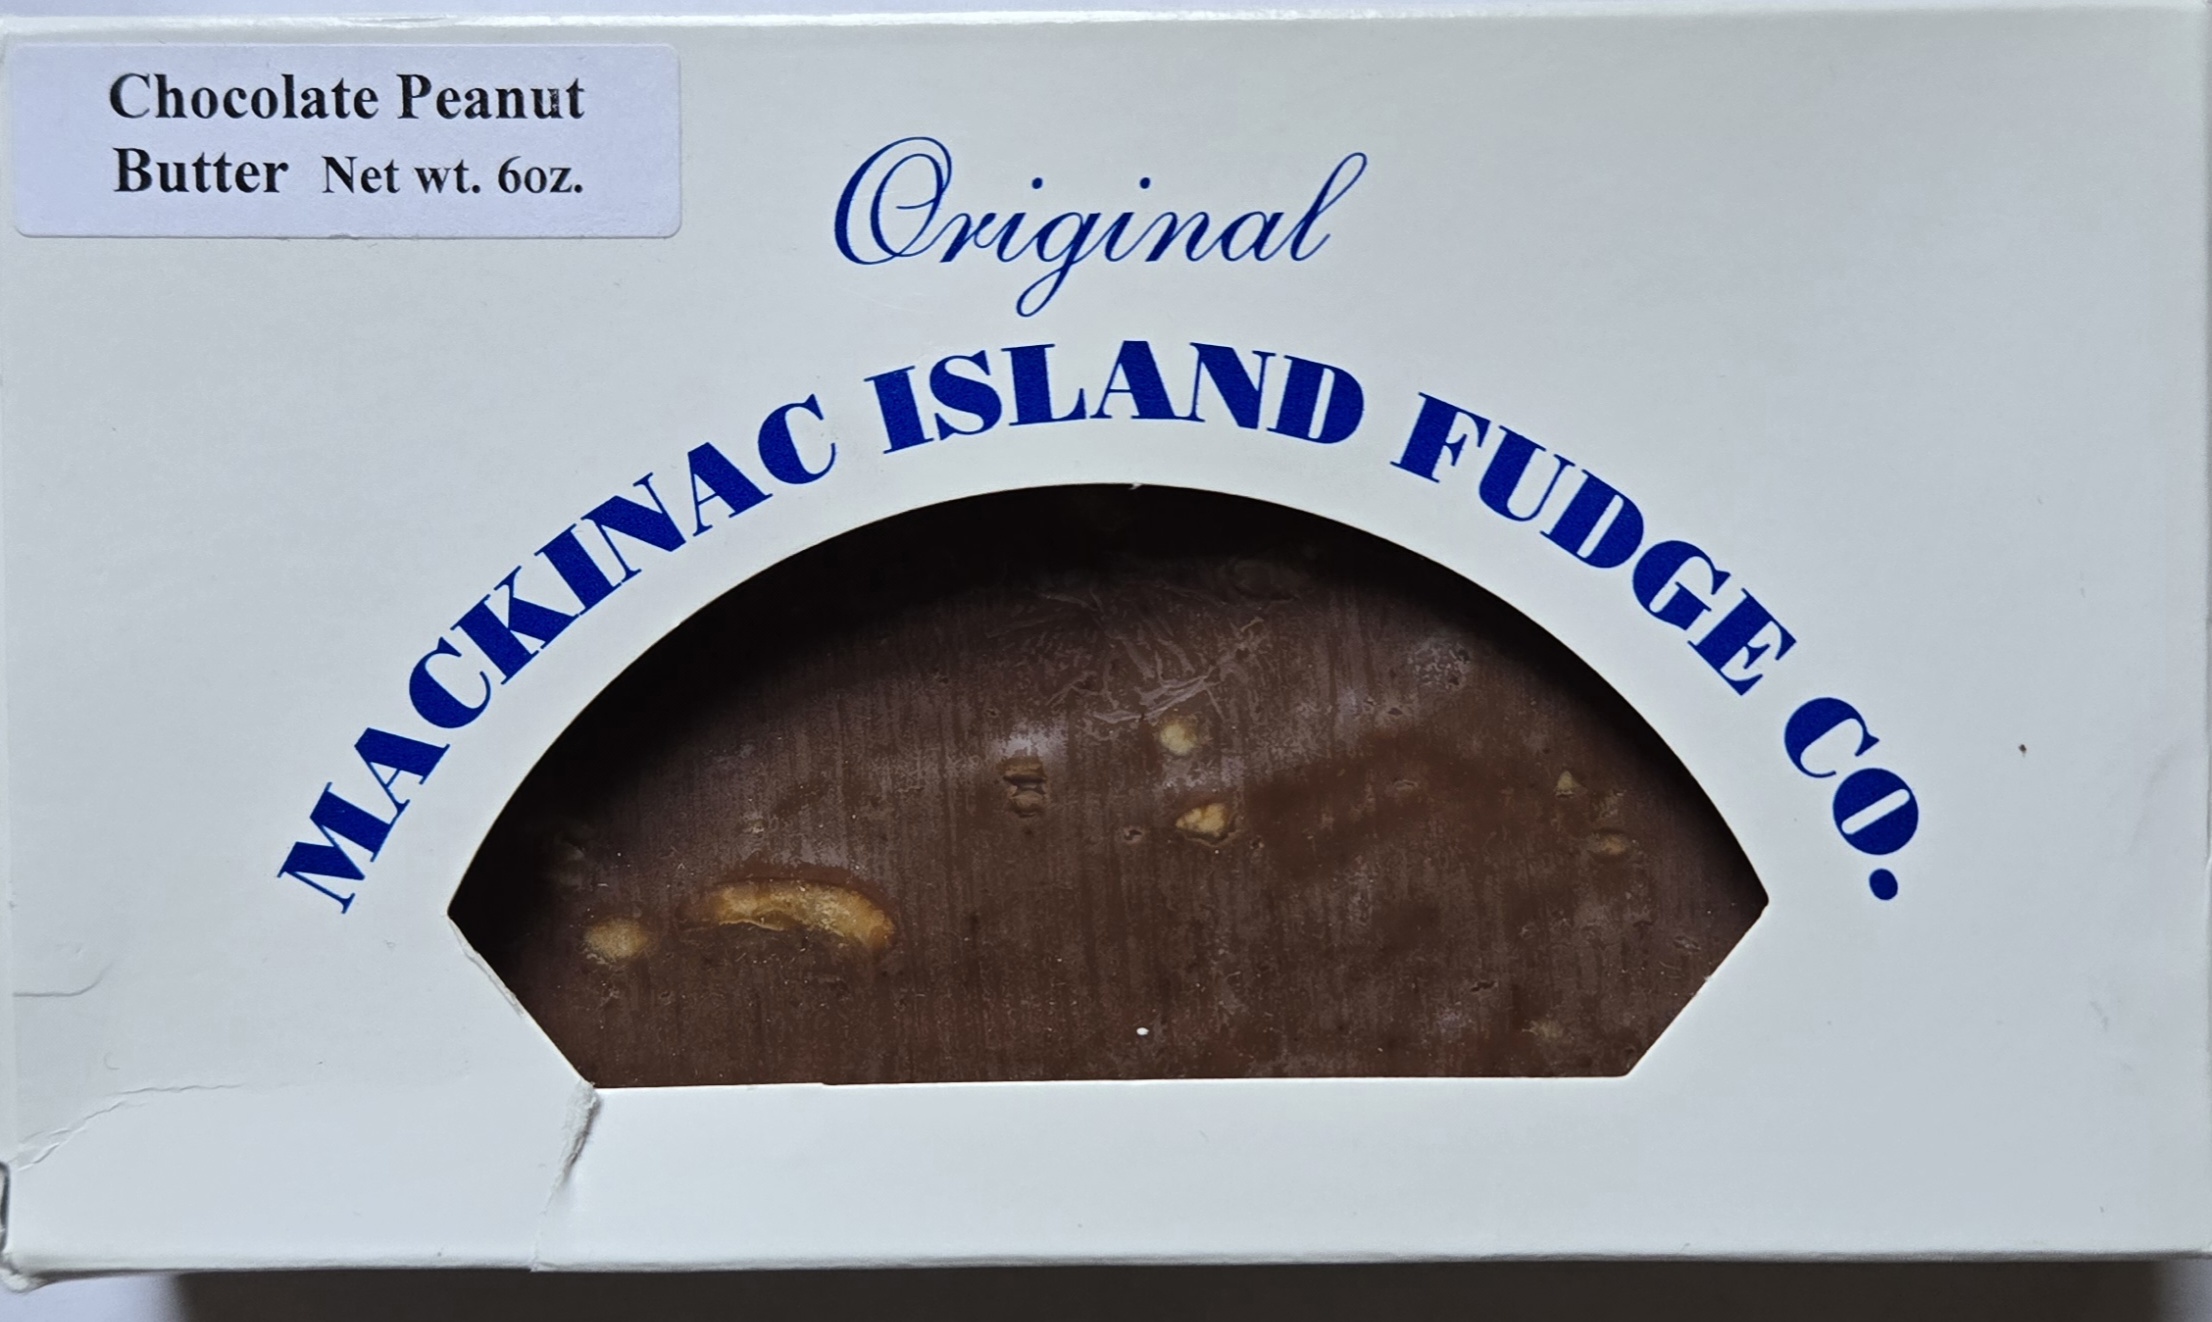 Chocolate Peanut
Butter Net wt. 6oz.
Original
MACKINAC ISLAND FUDGE CO.